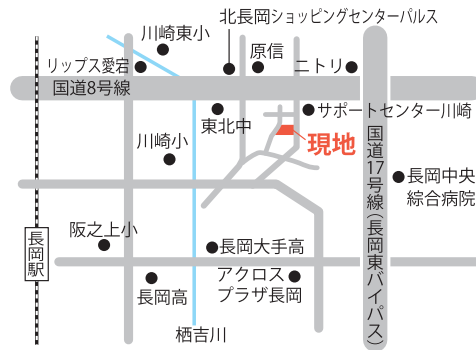 北長岡ショッピングセンターパルス
川崎東小
原信
リップス愛宕
ニトリ
国道8号線
サポートセンター川崎
東北中
川崎小
現地
国道17号線(長岡東バイパス)
長岡中央
綜合病院
阪之上小
長岡駅
長岡大手高
アクロス
プラザ長岡
長岡高
栖吉川